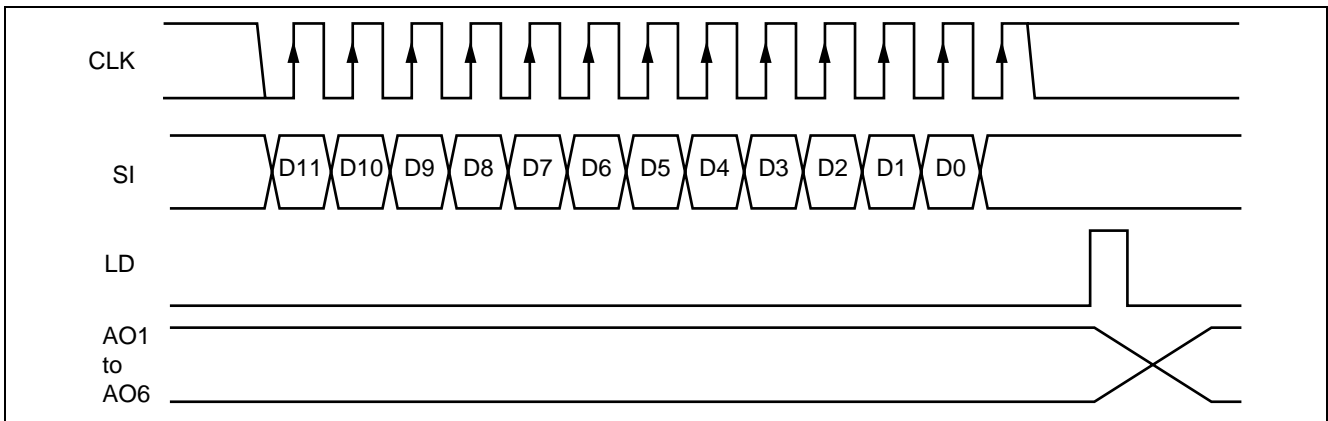 CLK
SI
D11 D10 D9 D8 D7 D6 D5 D4 D3 D2 D1 D0
LD
AO1
to
AO6